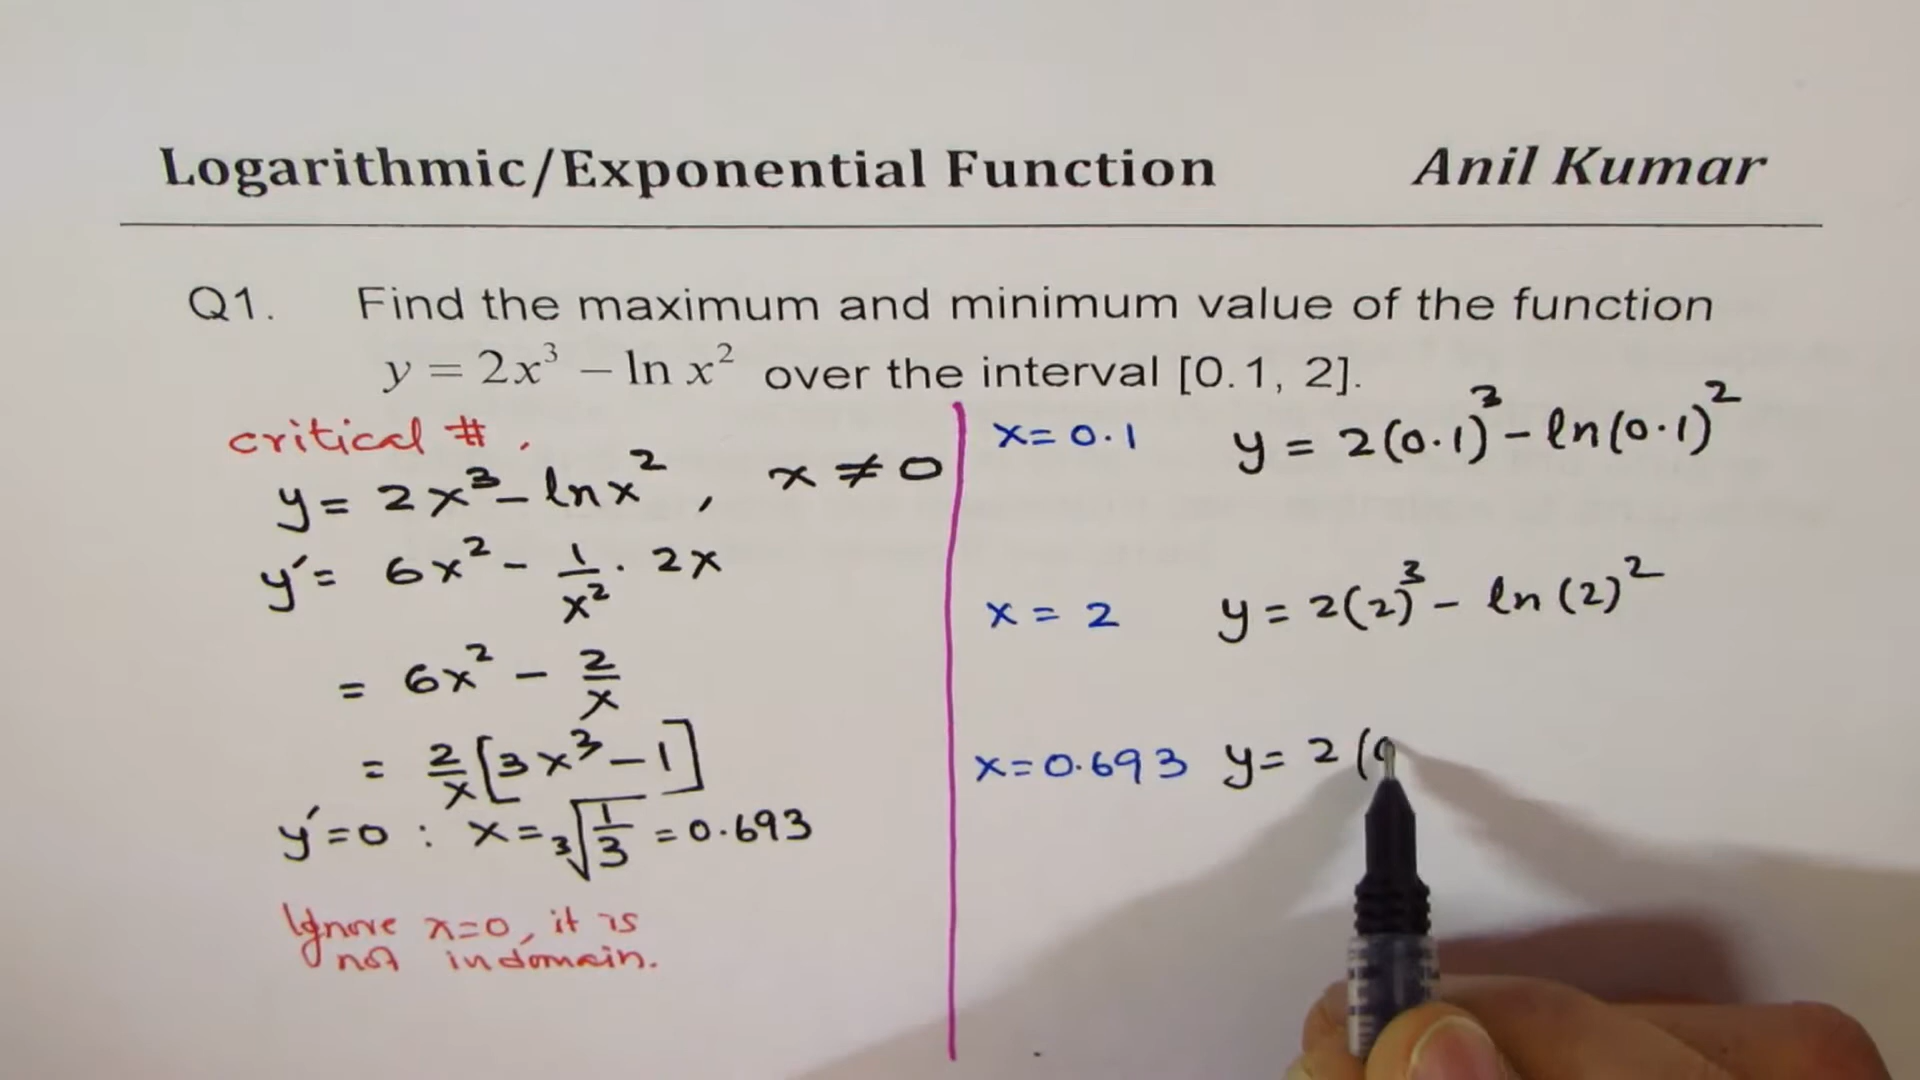 Logarithmic/Exponential Function Anil Kumar
Q1. Find the maximum and minimum value of the function
y = 2x³ − ln x² over the interval [0.1, 2].
critical #.
y = 2x³ − ln x², x ≠ 0
y′ = 6x² − 1/x² · 2x
= 6x² − 2/x
= 2/x [3x³ − 1]
y′ = 0 : x = ∛(1/3) = 0.693
Ignore x=0, it is
not in domain.
x = 0.1 y = 2(0.1)³ − ln(0.1)²
x = 2 y = 2(2)³ − ln(2)²
x = 0.693 y = 2(0